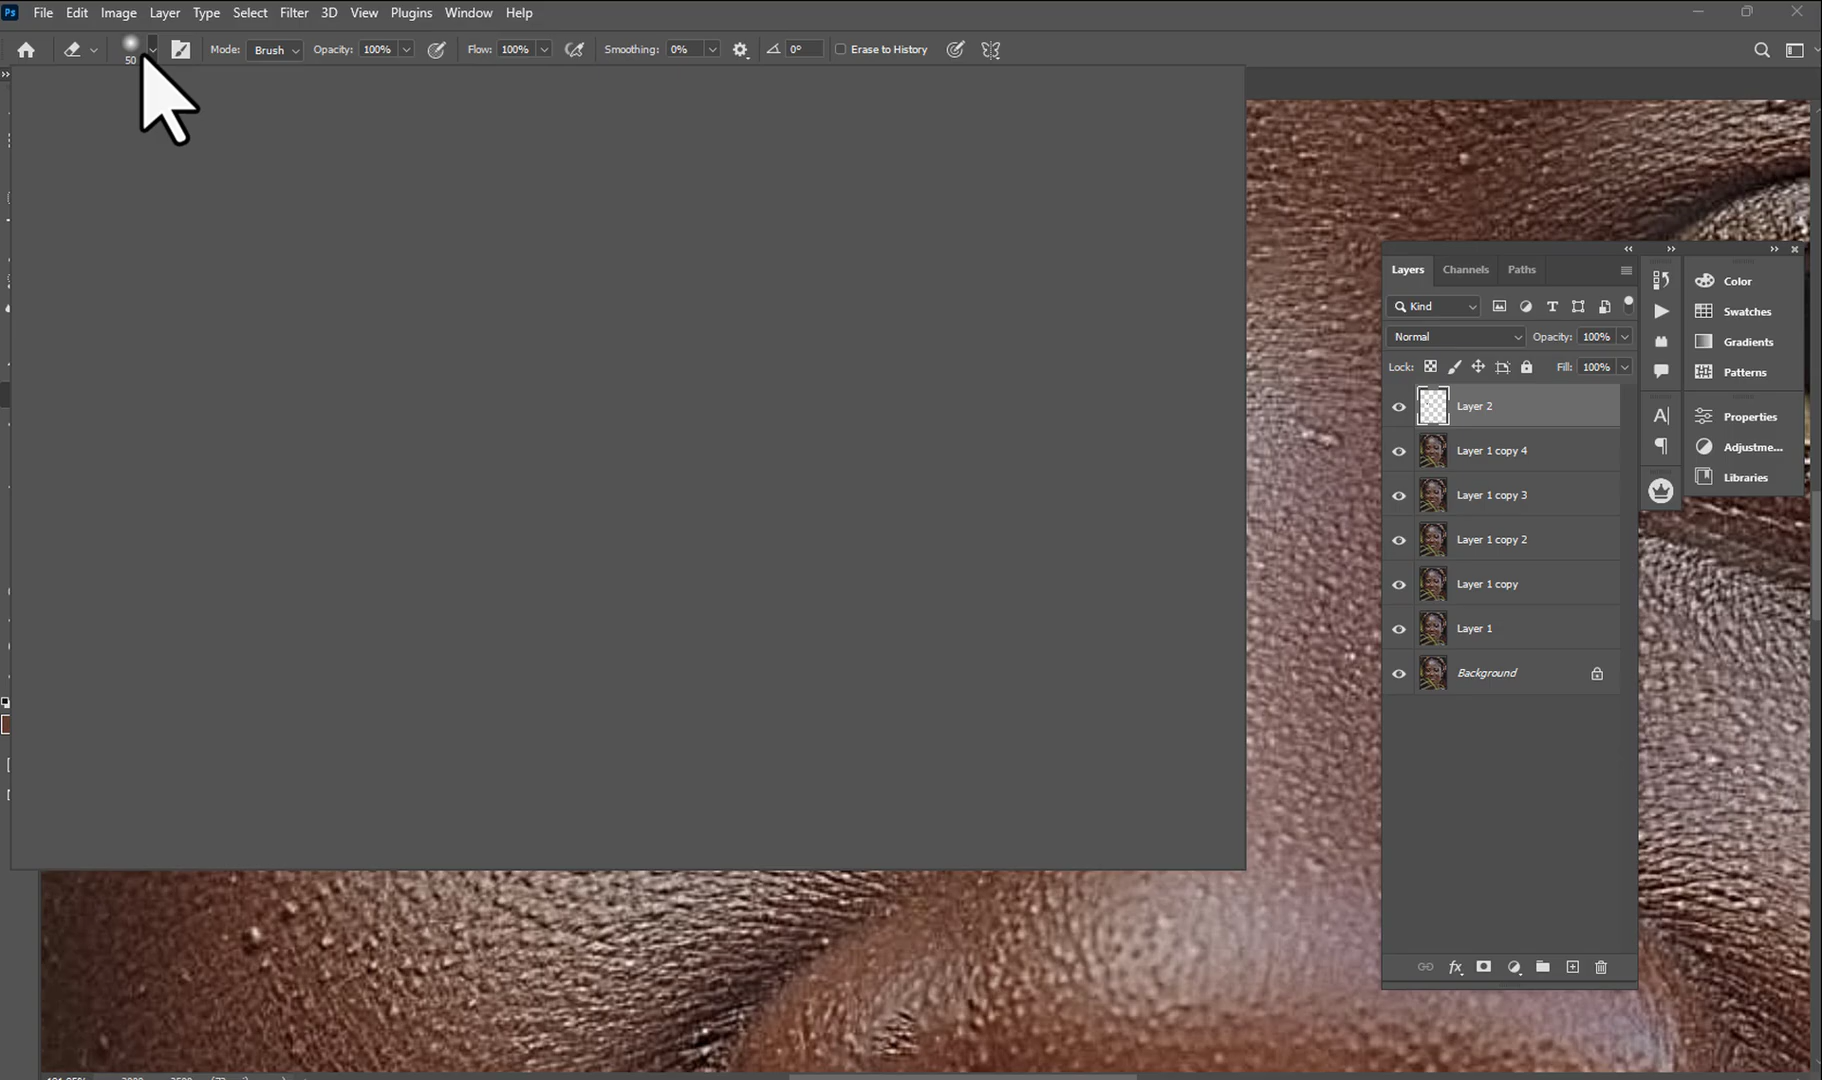 Ps File Edit Image Layer Type Select Filter 3D View Plugins Window Help
50 Mode: Brush Opacity: 100% Flow: 100% Smoothing: 0% 0° Erase to History
Layers Channels Paths
Color
Kind
Swatches
Normal Opacity: 100%
Gradients
Lock: Fill: 100%
Patterns
Layer 2
Properties
Layer 1 copy 4
Adjustme...
Libraries
Layer 1 copy 3
Layer 1 copy 2
Layer 1 copy
Layer 1
Background